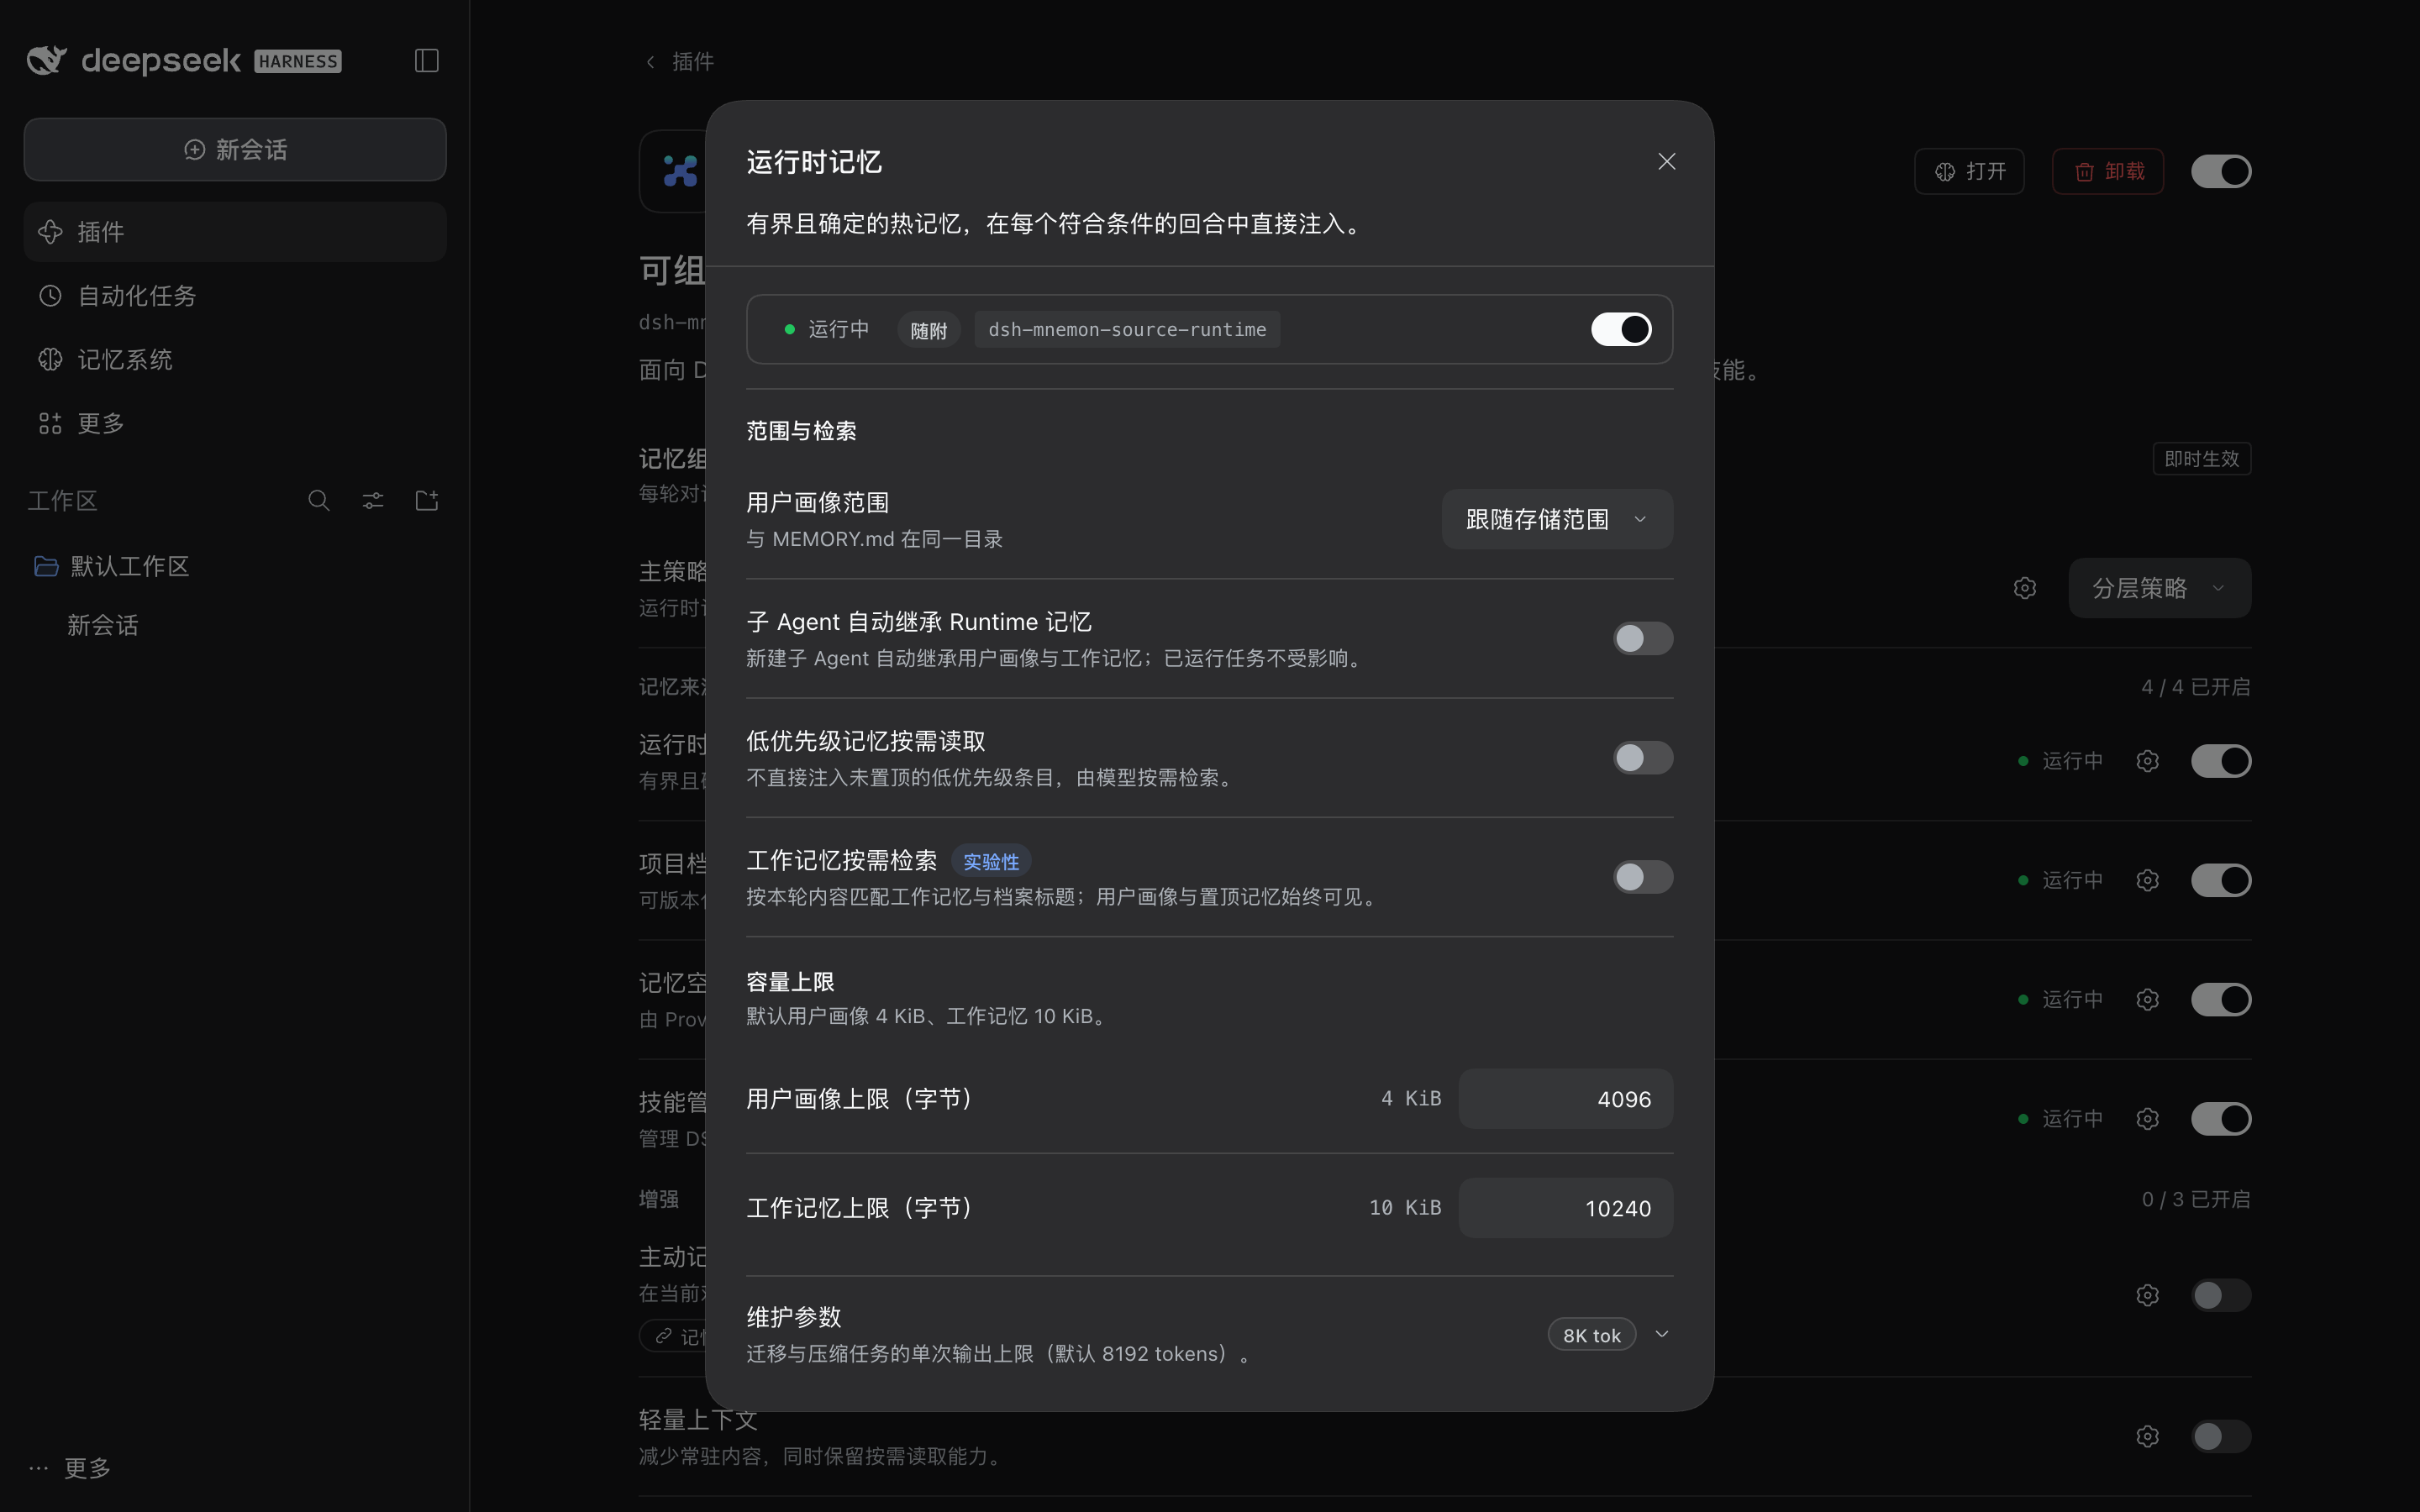 deepseek HARNESS
新会话
插件
自动化任务
记忆系统
更多
工作区
默认工作区
新会话
更多
插件
打开
卸载
可组
面向 D
能。
记忆组
即时生效
每轮对
主策略
分层策略
运行时
记忆来
4 / 4 已开启
运行时
有界且
运行中
项目档
可版本
运行中
记忆空
由 Prov
运行中
技能管
管理 DS
运行中
增强
0 / 3 已开启
主动记
在当前
轻量上下文
减少常驻内容，同时保留按需读取能力。
运行时记忆
有界且确定的热记忆，在每个符合条件的回合中直接注入。
运行中 随附 dsh-mnemon-source-runtime
范围与检索
用户画像范围
与 MEMORY.md 在同一目录
跟随存储范围
子 Agent 自动继承 Runtime 记忆
新建子 Agent 自动继承用户画像与工作记忆；已运行任务不受影响。
低优先级记忆按需读取
不直接注入未置顶的低优先级条目，由模型按需检索。
工作记忆按需检索 实验性
按本轮内容匹配工作记忆与档案标题；用户画像与置顶记忆始终可见。
容量上限
默认用户画像 4 KiB、工作记忆 10 KiB。
用户画像上限（字节） 4 KiB 4096
工作记忆上限（字节） 10 KiB 10240
维护参数
迁移与压缩任务的单次输出上限（默认 8192 tokens）。
8K tok